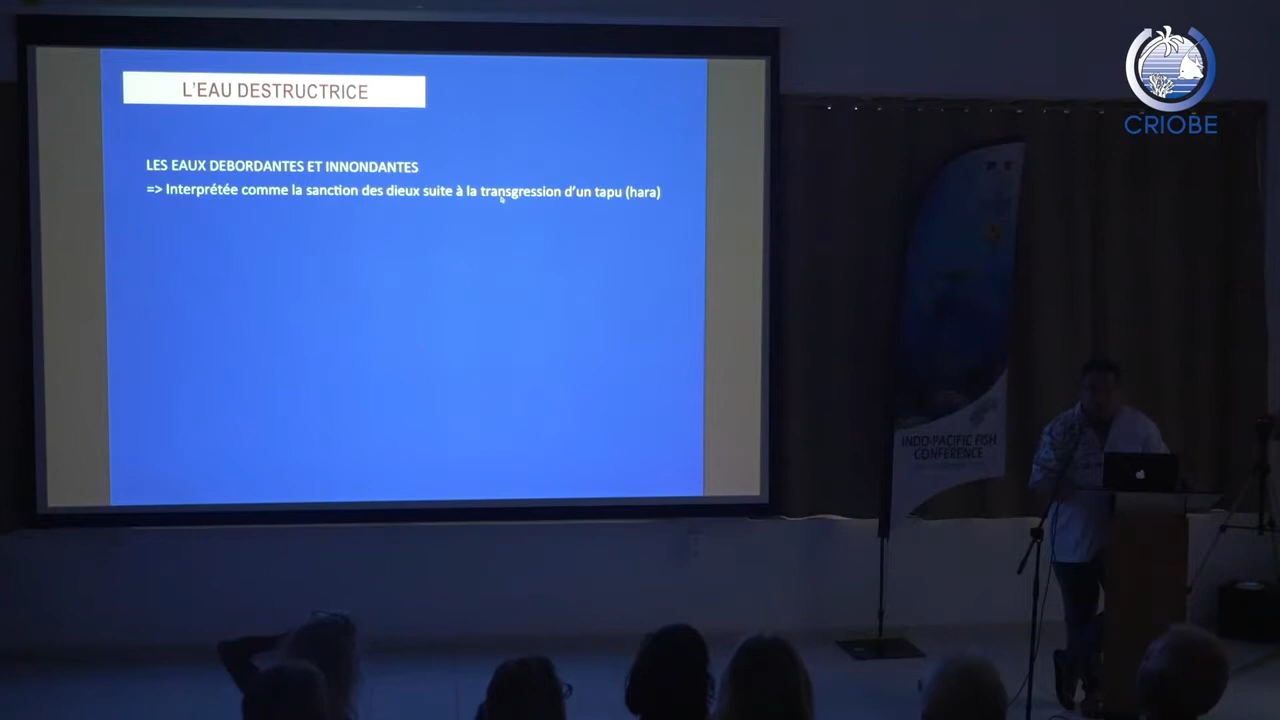 L'EAU DESTRUCTRICE
LES EAUX DEBORDANTES ET INNONDANTES
=> Interprétée comme la sanction des dieux suite à la transgression d'un tapu (hara)
CRIOBE
INDO-PACIFIC FISH
CONFERENCE